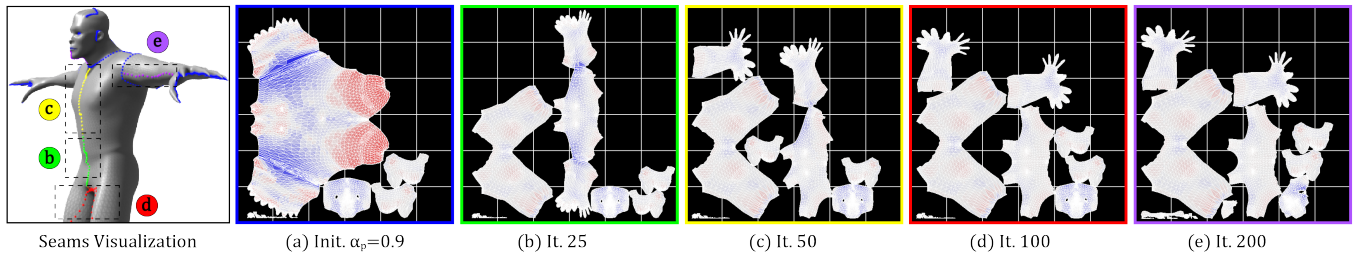 e
c
b
d
Seams Visualization
(a) Init. αp=0.9
(b) It. 25
(c) It. 50
(d) It. 100
(e) It. 200